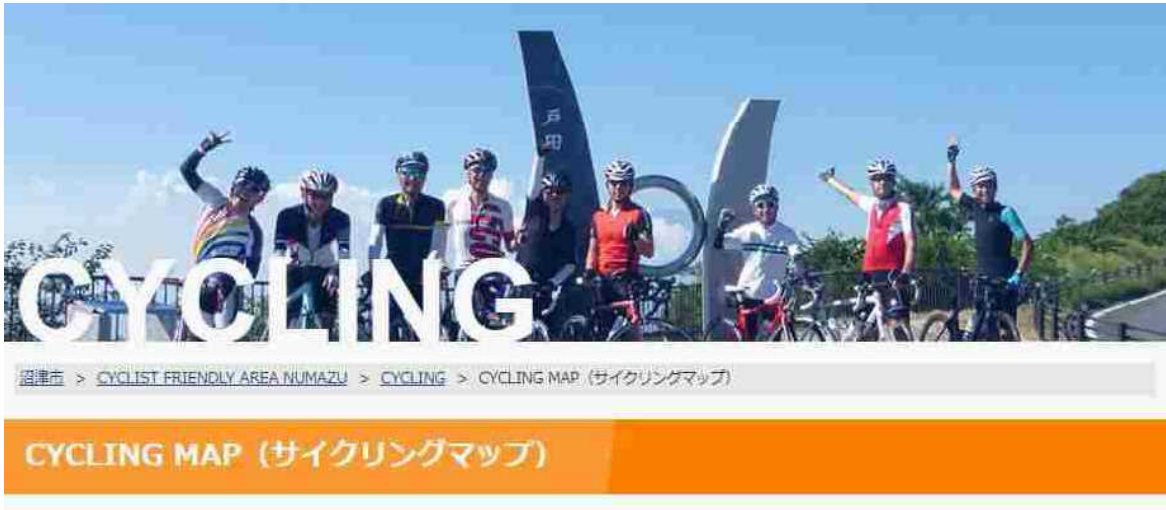 戸田
CYCLING
沼津市 > CYCLIST FRIENDLY AREA NUMAZU > CYCLING > CYCLING MAP（サイクリングマップ）
CYCLING MAP（サイクリングマップ）